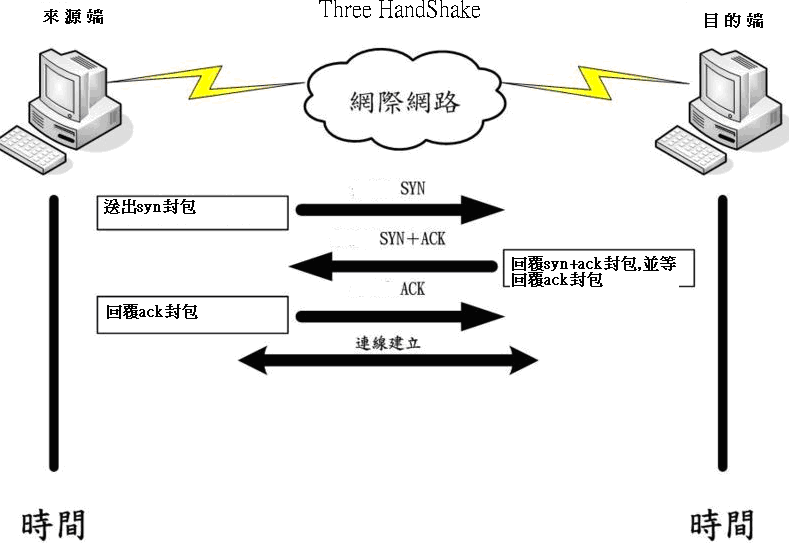 Three HandShake
來源端
目的端
網際網路
SYN
送出syn封包
SYN+ACK
回覆syn+ack封包,並等
回覆ack封包
ACK
回覆ack封包
連線建立
時間
時間